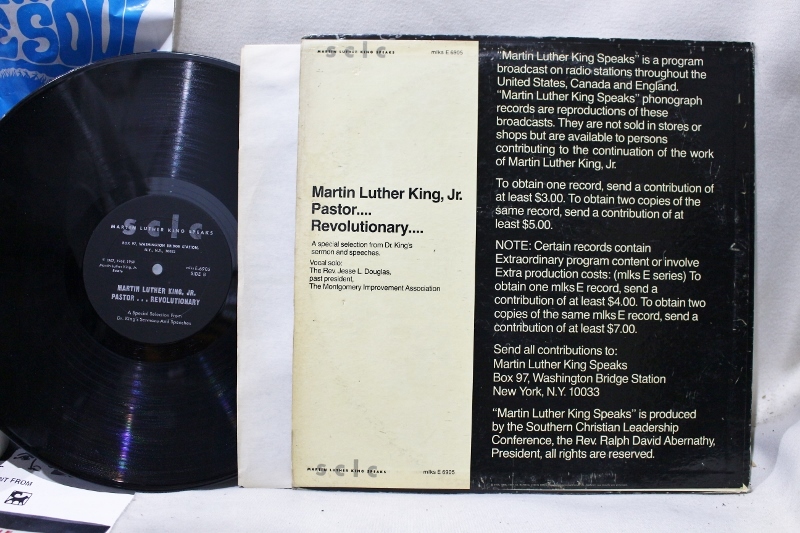 SOUL
sclc
MARTIN LUTHER KING SPEAKS
BOX 97, WASHINGTON BRIDGE STATION,
N.Y., N.Y., 10033
SIDE II
MARTIN LUTHER KING, JR.
PASTOR . . . REVOLUTIONARY
A Special Selection From
Dr. King's Sermons And Speeches
NT FROM
sclc
MARTIN LUTHER KING SPEAKS
mlks E 6905
Martin Luther King, Jr.
Pastor....
Revolutionary....
A special selection from Dr. King's
sermon and speeches.
Vocal solo:
The Rev. Jesse L. Douglas,
past president,
The Montgomery Improvement Association
sclc
MARTIN LUTHER KING SPEAKS
mlks E 6905
"Martin Luther King Speaks" is a program
broadcast on radio stations throughout the
United States, Canada and England.
"Martin Luther King Speaks" phonograph
records are reproductions of these
broadcasts. They are not sold in stores or
shops but are available to persons
contributing to the continuation of the work
of Martin Luther King, Jr.
To obtain one record, send a contribution of
at least $3.00. To obtain two copies of the
same record, send a contribution of at
least $5.00.
NOTE: Certain records contain
Extraordinary program content or involve
Extra production costs: (mlks E series) To
obtain one mlks E record, send a
contribution of at least $4.00. To obtain two
copies of the same mlks E record, send a
contribution of at least $7.00.
Send all contributions to:
Martin Luther King Speaks
Box 97, Washington Bridge Station
New York, N.Y. 10033
"Martin Luther King Speaks" is produced
by the Southern Christian Leadership
Conference, the Rev. Ralph David Abernathy,
President, all rights are reserved.